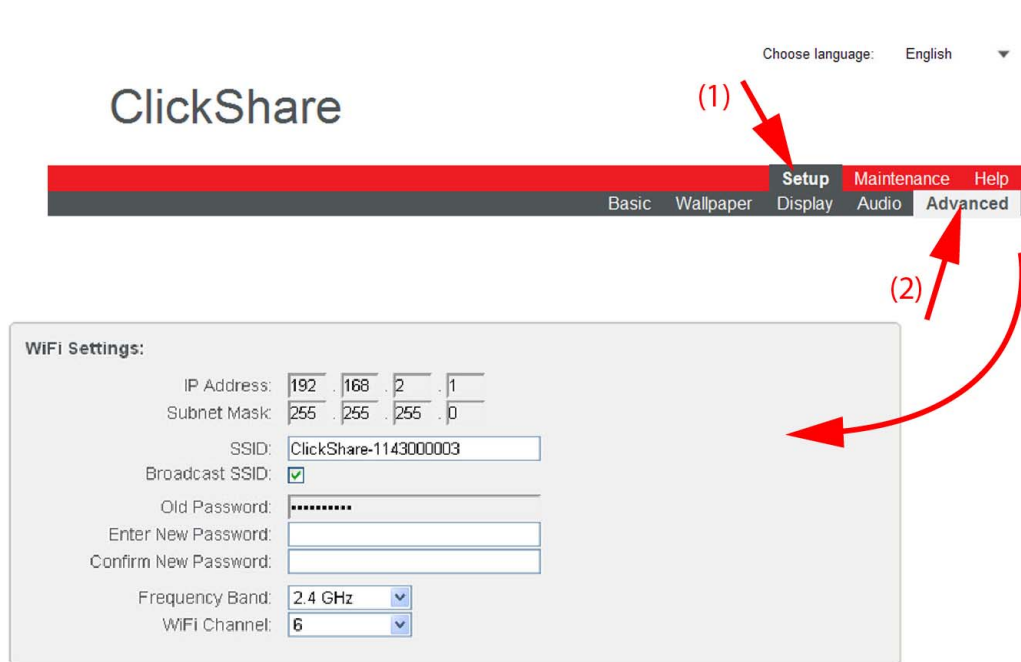 Choose language: English
ClickShare
(1)
Setup Maintenance Help
Basic Wallpaper Display Audio Advanced
(2)
WiFi Settings:
IP Address: 192 . 168 . 2 . 1
Subnet Mask: 255 . 255 . 255 . 0
SSID: ClickShare-1143000003
Broadcast SSID:
Old Password: ••••••••••
Enter New Password:
Confirm New Password:
Frequency Band: 2.4 GHz
WiFi Channel: 6